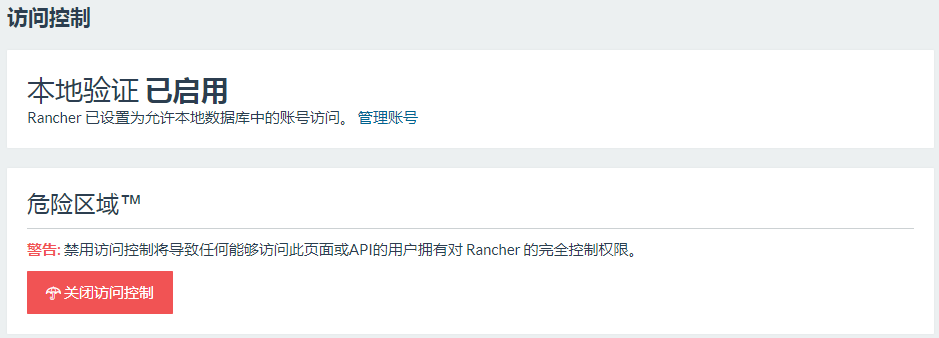 访问控制
本地验证 已启用
Rancher 已设置为允许本地数据库中的账号访问。 管理账号
危险区域™
警告: 禁用访问控制将导致任何能够访问此页面或API的用户拥有对 Rancher 的完全控制权限。
关闭访问控制